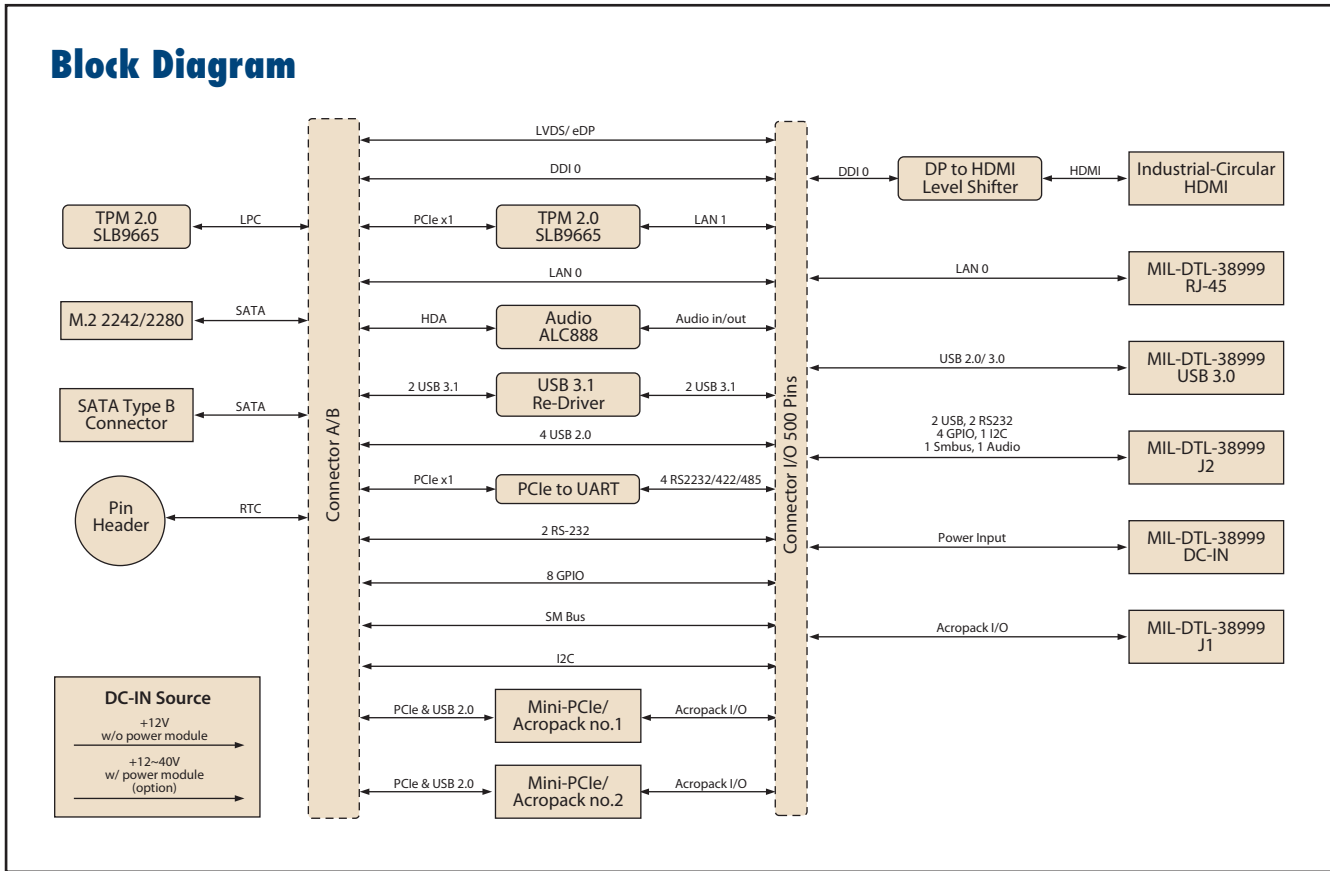 Block Diagram
TPM 2.0
SLB9665
LPC
M.2 2242/2280
SATA
SATA Type B
Connector
SATA
Pin
Header
RTC
DC-IN Source
+12V
w/o power module
+12~40V
w/ power module
(option)
Connector A/B
LVDS/ eDP
DDI 0
PCIe x1
TPM 2.0
SLB9665
LAN 1
LAN 0
HDA
Audio
ALC888
Audio in/out
2 USB 3.1
USB 3.1
Re-Driver
2 USB 3.1
4 USB 2.0
PCIe x1
PCIe to UART
4 RS2232/422/485
2 RS-232
8 GPIO
SM Bus
I2C
PCIe & USB 2.0
Mini-PCIe/
Acropack no.1
Acropack I/O
PCIe & USB 2.0
Mini-PCIe/
Acropack no.2
Acropack I/O
Connector I/O 500 Pins
DDI 0
DP to HDMI
Level Shifter
HDMI
Industrial-Circular
HDMI
LAN 0
MIL-DTL-38999
RJ-45
USB 2.0/ 3.0
MIL-DTL-38999
USB 3.0
2 USB, 2 RS232
4 GPIO, 1 I2C
1 Smbus, 1 Audio
MIL-DTL-38999
J2
Power Input
MIL-DTL-38999
DC-IN
Acropack I/O
MIL-DTL-38999
J1